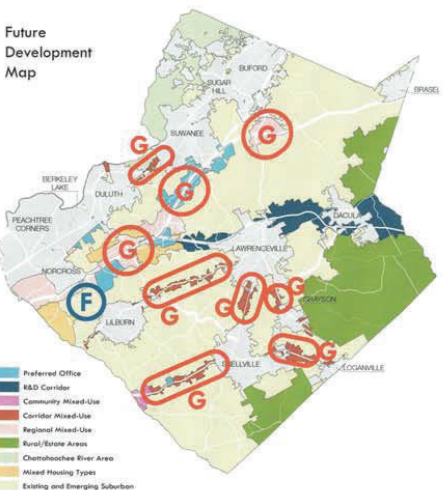 Future
Development
Map
BUFORD
SUGAR
HILL
BRASEL
SUWANEE
G
G
G
BERKELEY
LAKE
DULUTH
G
PEACHTREE
CORNERS
DACULA
G
LAWRENCEVILLE
NORCROSS
F
G
G
G
GRAYSON
LILBURN
G
SNELLVILLE
G
LOGANVILLE
G
Preferred Office
R&D Corridor
Community Mixed-Use
Corridor Mixed-Use
Regional Mixed-Use
Rural/Estate Areas
Chattahoochee River Area
Mixed Housing Types
Existing and Emerging Suburban